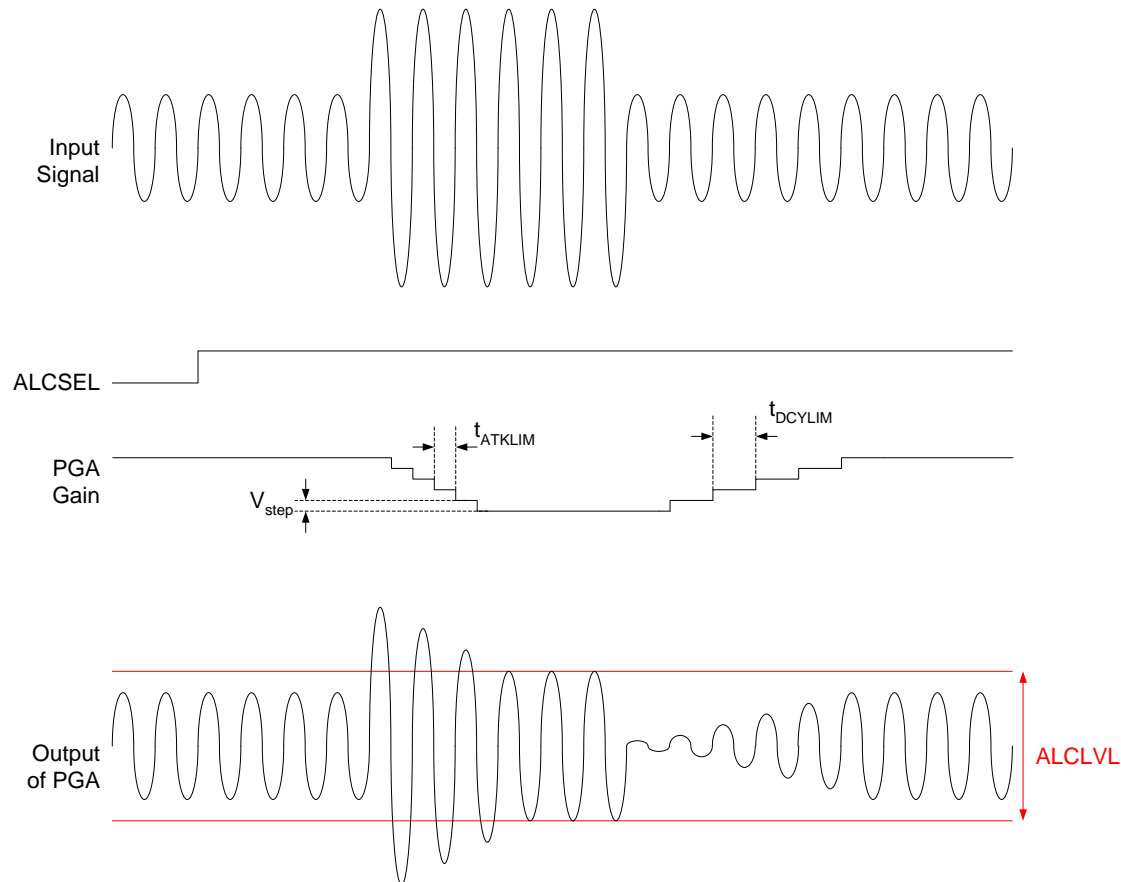 Input
Signal
ALCSEL
tATKLIM
tDCYLIM
PGA
Gain
Vstep
Output
of PGA
ALCLVL